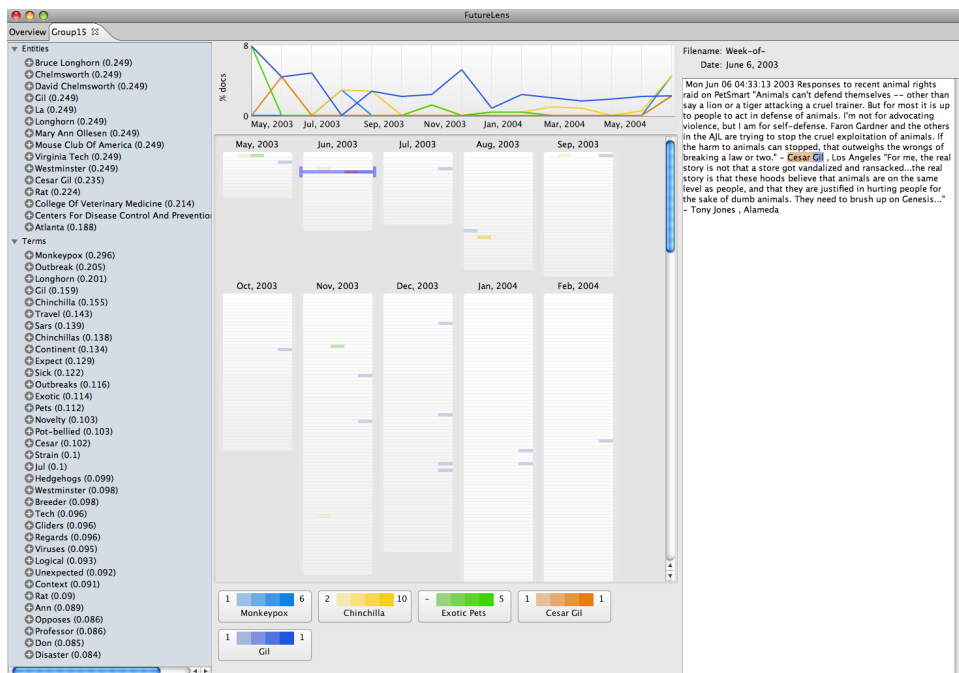 FutureLens
Overview Group15
Entities
Bruce Longhorn (0.249)
Chelmsworth (0.249)
David Chelmsworth (0.249)
Gil (0.249)
La (0.249)
Longhorn (0.249)
Mary Ann Ollesen (0.249)
Mouse Club Of America (0.249)
Virginia Tech (0.249)
Westminster (0.249)
Cesar Gil (0.235)
Rat (0.224)
College Of Veterinary Medicine (0.214)
Centers For Disease Control And Prevention
Atlanta (0.188)
Terms
Monkeypox (0.296)
Outbreak (0.205)
Longhorn (0.201)
Gil (0.159)
Chinchilla (0.155)
Travel (0.143)
Sars (0.139)
Chinchillas (0.138)
Continent (0.134)
Expect (0.129)
Sick (0.122)
Outbreaks (0.116)
Exotic (0.114)
Pets (0.112)
Novelty (0.103)
Pot-bellied (0.103)
Cesar (0.102)
Strain (0.1)
Jul (0.1)
Hedgehogs (0.099)
Westminster (0.098)
Breeder (0.098)
Tech (0.096)
Gliders (0.096)
Regards (0.096)
Viruses (0.095)
Logical (0.093)
Unexpected (0.092)
Context (0.091)
Rat (0.09)
Ann (0.089)
Opposes (0.086)
Professor (0.086)
Don (0.085)
Disaster (0.084)
8
% docs
0
May, 2003 Jul, 2003 Sep, 2003 Nov, 2003 Jan, 2004 Mar, 2004 May, 2004
May, 2003 Jun, 2003 Jul, 2003 Aug, 2003 Sep, 2003
Oct, 2003 Nov, 2003 Dec, 2003 Jan, 2004 Feb, 2004
1 6 2 10 - 5 1 1
Monkeypox Chinchilla Exotic Pets Cesar Gil
1 1
Gil
Filename: Week-of-
Date: June 6, 2003
Mon Jun 06 04:33:13 2003 Responses to recent animal rights
raid on PetSmart "Animals can't defend themselves -- other than
say a lion or a tiger attacking a cruel trainer. But for most it is up
to people to act in defense of animals. I'm not for advocating
violence, but I am for self-defense. Faron Gardner and the others
in the AJL are trying to stop the cruel exploitation of animals. If
the harm to animals can stopped, that outweighs the wrongs of
breaking a law or two." – Cesar Gil , Los Angeles "For me, the real
story is not that a store got vandalized and ransacked...the real
story is that these hoods believe that animals are on the same
level as people, and that they are justified in hurting people for
the sake of dumb animals. They need to brush up on Genesis..."
– Tony Jones , Alameda